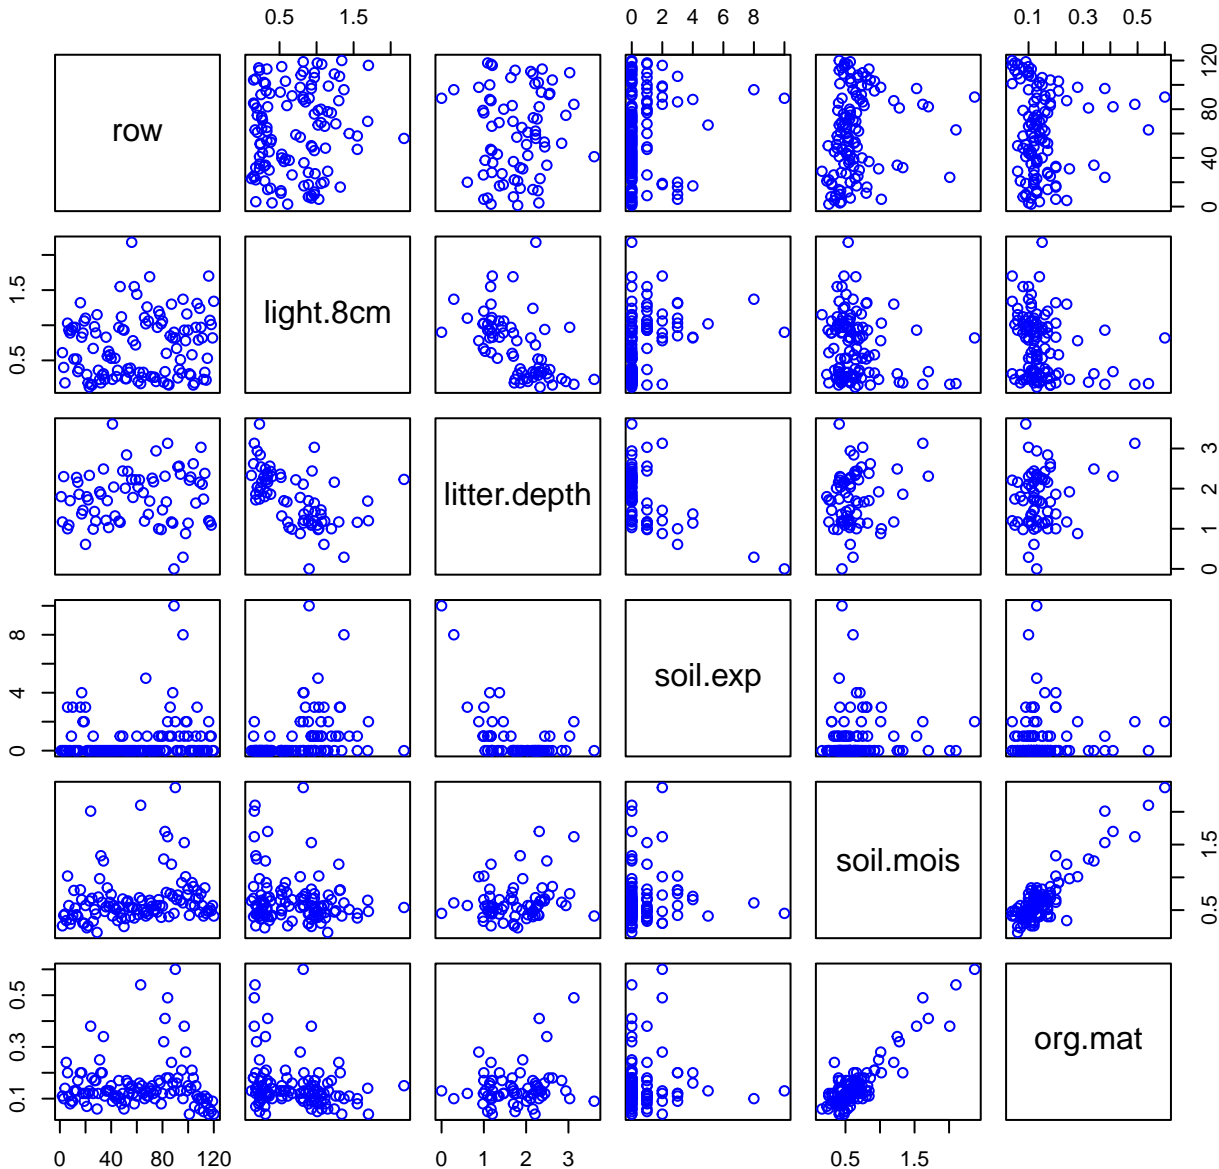 0.5 1.5 0 2 4 6 8 0.1 0.3 0.5
row 0 40 80 120
0.5 1.5 light.8cm
litter.depth 0 1 2 3
0 4 8 soil.exp
soil.mois 0.5 1.5
0.1 0.3 0.5 org.mat
0 40 80 120 0 1 2 3 0.5 1.5